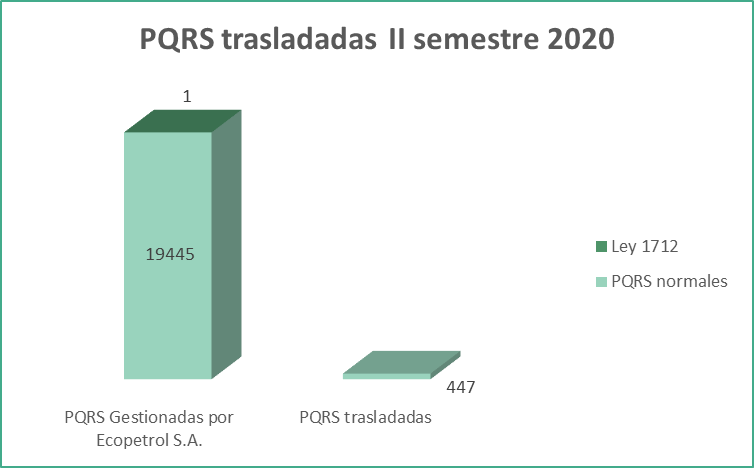 PQRS trasladadas II semestre 2020
1
19445
447
PQRS Gestionadas por
Ecopetrol S.A.
PQRS trasladadas
Ley 1712
PQRS normales